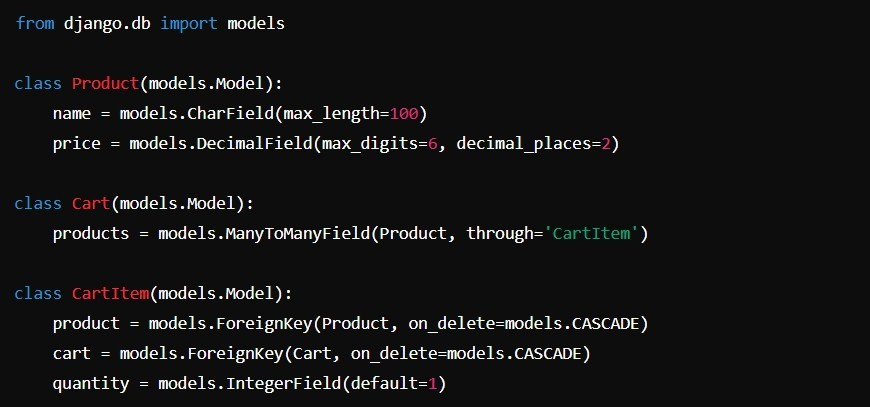 from django.db import models

class Product(models.Model):
    name = models.CharField(max_length=100)
    price = models.DecimalField(max_digits=6, decimal_places=2)

class Cart(models.Model):
    products = models.ManyToManyField(Product, through='CartItem')

class CartItem(models.Model):
    product = models.ForeignKey(Product, on_delete=models.CASCADE)
    cart = models.ForeignKey(Cart, on_delete=models.CASCADE)
    quantity = models.IntegerField(default=1)